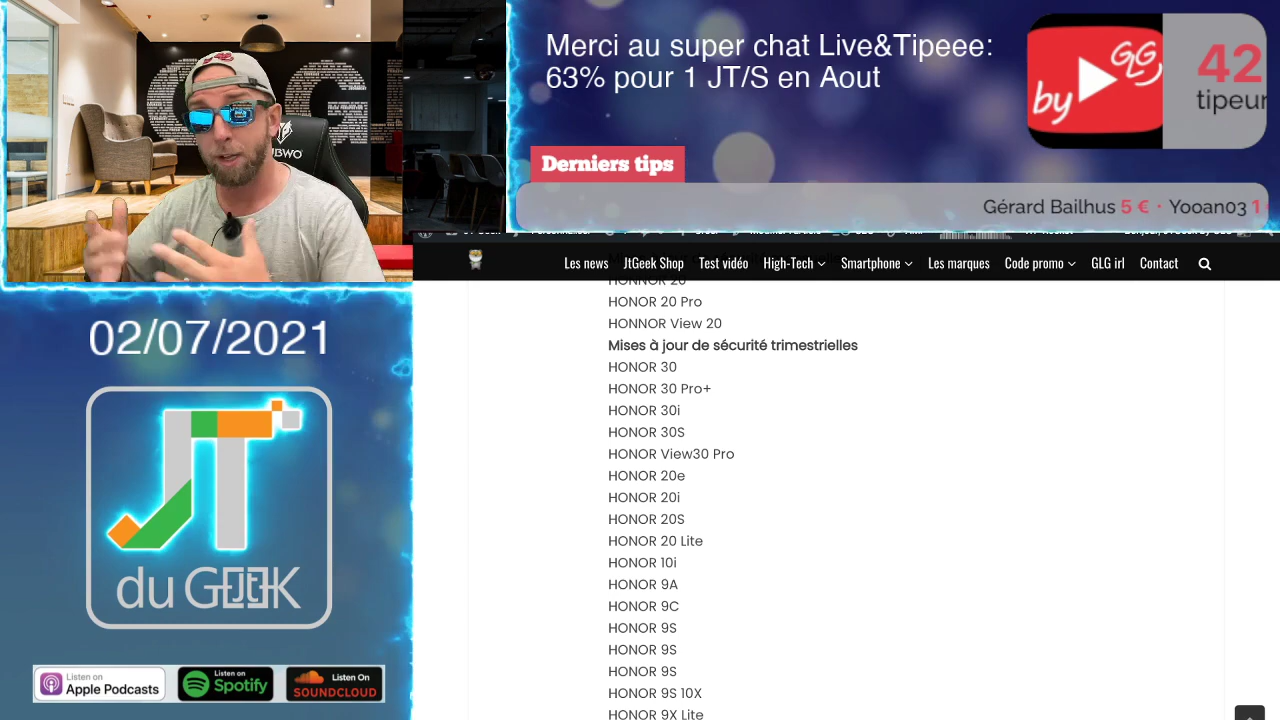 Merci au super chat Live&Tipeee:
63% pour 1 JT/S en Aout
by GG
42
tipeur
Derniers tips
Gérard Bailhus 5 € · Yooan03 1
Les news JtGeek Shop Test vidéo High-Tech Smartphone Les marques Code promo GLG irl Contact
HONNOR 20
HONOR 20 Pro
HONNOR View 20
Mises à jour de sécurité trimestrielles
HONOR 30
HONOR 30 Pro+
HONOR 30i
HONOR 30S
HONOR View30 Pro
HONOR 20e
HONOR 20i
HONOR 20S
HONOR 20 Lite
HONOR 10i
HONOR 9A
HONOR 9C
HONOR 9S
HONOR 9S
HONOR 9S
HONOR 9S 10X
HONOR 9X Lite
02/07/2021
JT
du GEEK
Listen on
Apple Podcasts
Listen on
Spotify
Listen On
SOUNDCLOUD